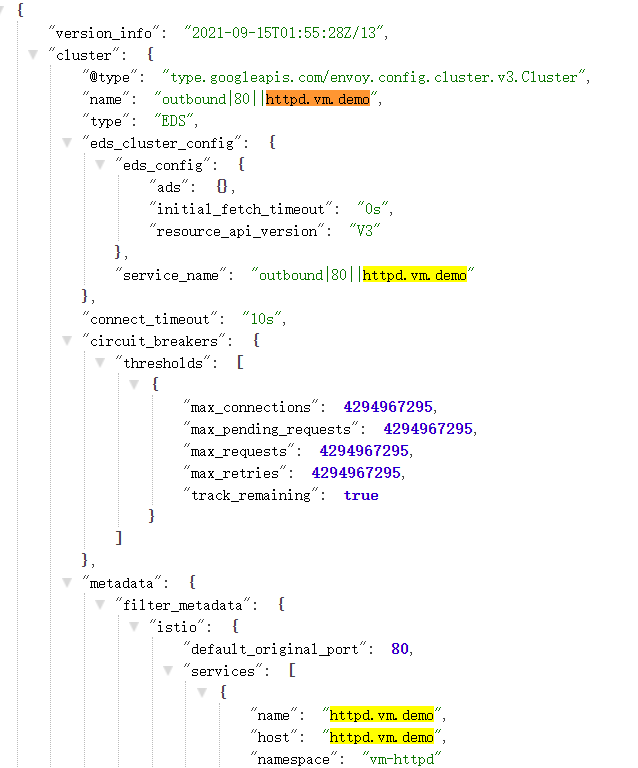 {
"version_info": "2021-09-15T01:55:28Z/13",
"cluster": {
"@type": "type.googleapis.com/envoy.config.cluster.v3.Cluster",
"name": "outbound|80||httpd.vm.demo",
"type": "EDS",
"eds_cluster_config": {
"eds_config": {
"ads": {},
"initial_fetch_timeout": "0s",
"resource_api_version": "V3"
},
"service_name": "outbound|80||httpd.vm.demo"
},
"connect_timeout": "10s",
"circuit_breakers": {
"thresholds": [
{
"max_connections": 4294967295,
"max_pending_requests": 4294967295,
"max_requests": 4294967295,
"max_retries": 4294967295,
"track_remaining": true
}
]
},
"metadata": {
"filter_metadata": {
"istio": {
"default_original_port": 80,
"services": [
{
"name": "httpd.vm.demo",
"host": "httpd.vm.demo",
"namespace": "vm-httpd"